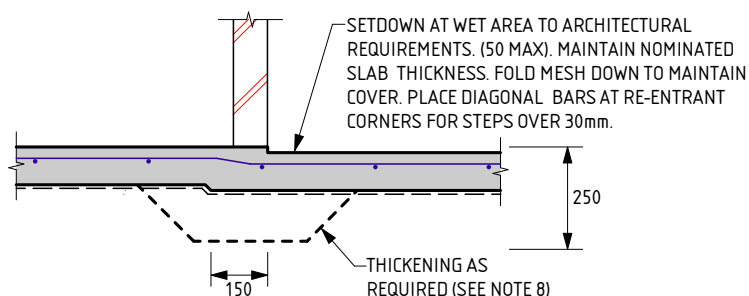 SETDOWN AT WET AREA TO ARCHITECTURAL
REQUIREMENTS. (50 MAX). MAINTAIN NOMINATED
SLAB THICKNESS. FOLD MESH DOWN TO MAINTAIN
COVER. PLACE DIAGONAL BARS AT RE-ENTRANT
CORNERS FOR STEPS OVER 30mm.
250
150
THICKENING AS
REQUIRED (SEE NOTE 8)